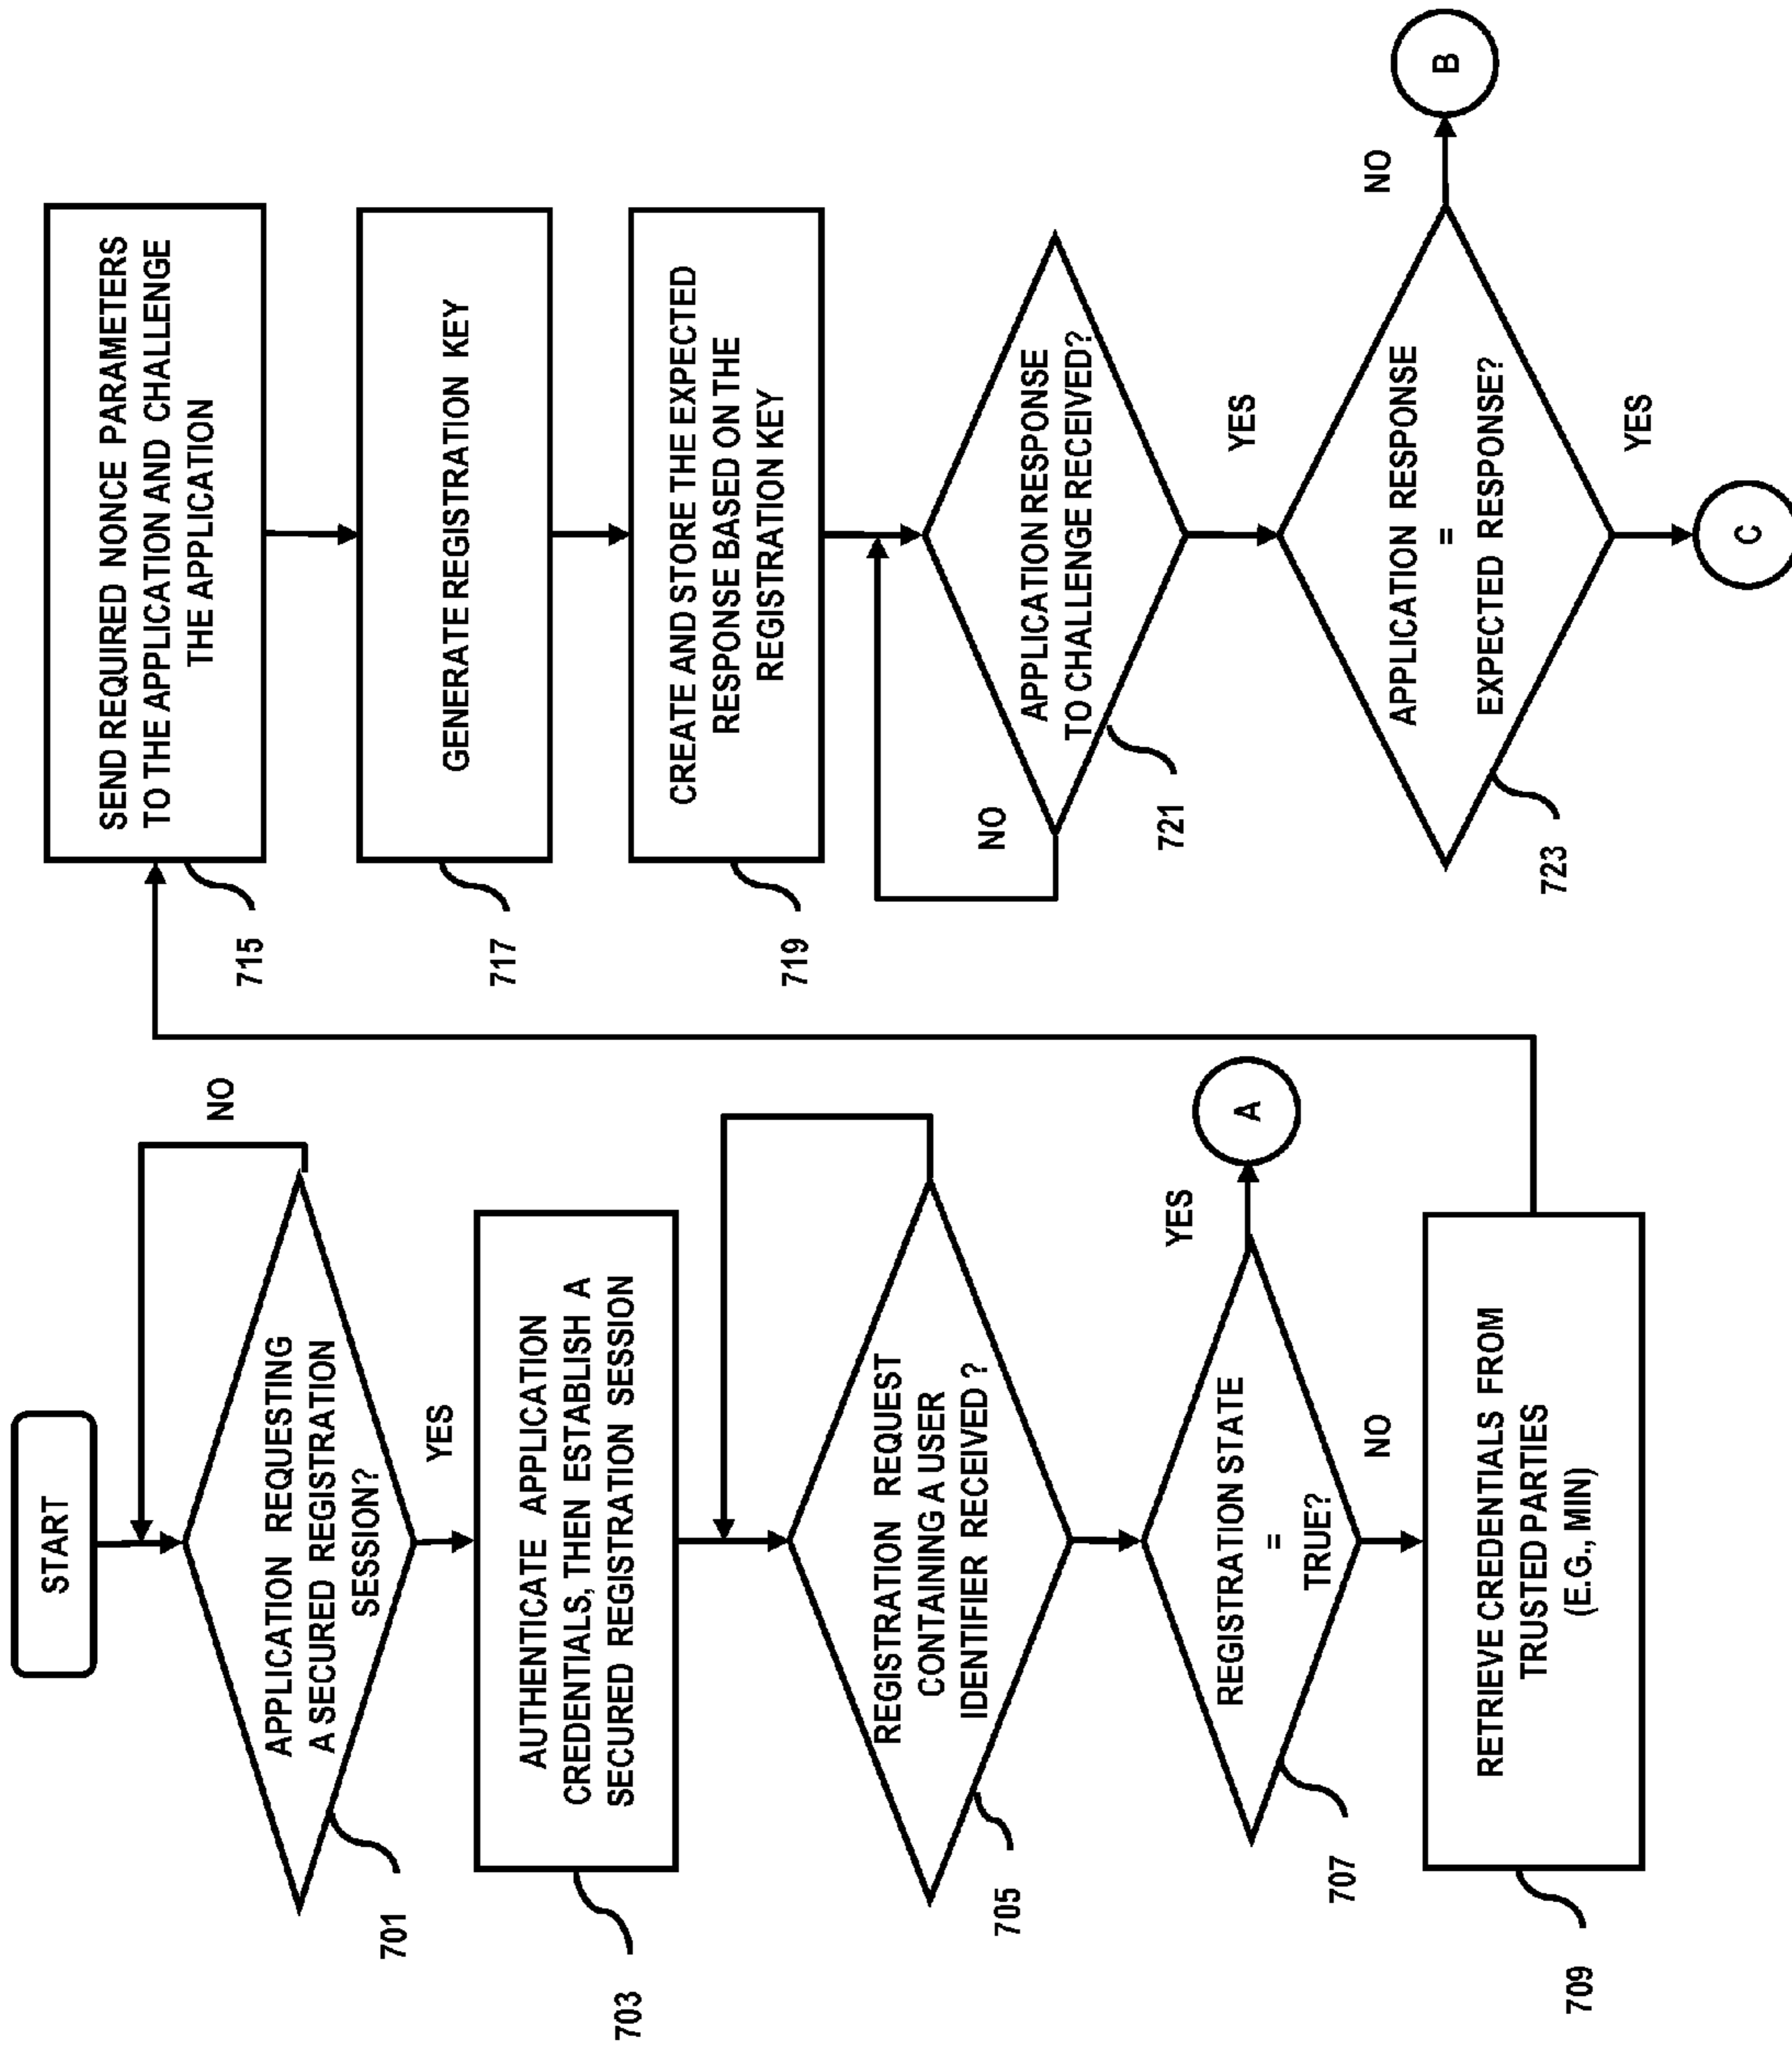 START
APPLICATION REQUESTING
A SECURED REGISTRATION
SESSION?
NO
701
YES
AUTHENTICATE APPLICATION
CREDENTIALS, THEN ESTABLISH A
SECURED REGISTRATION SESSION
703
REGISTRATION REQUEST
CONTAINING A USER
IDENTIFIER RECEIVED?
705
REGISTRATION STATE
=
TRUE?
YES
A
707
NO
RETRIEVE CREDENTIALS FROM
TRUSTED PARTIES
(E.G., MIN)
709
SEND REQUIRED NONCE PARAMETERS
TO THE APPLICATION AND CHALLENGE
THE APPLICATION
715
GENERATE REGISTRATION KEY
717
CREATE AND STORE THE EXPECTED
RESPONSE BASED ON THE
REGISTRATION KEY
719
NO
APPLICATION RESPONSE
TO CHALLENGE RECEIVED?
721
YES
APPLICATION RESPONSE
=
EXPECTED RESPONSE?
NO
B
723
YES
C